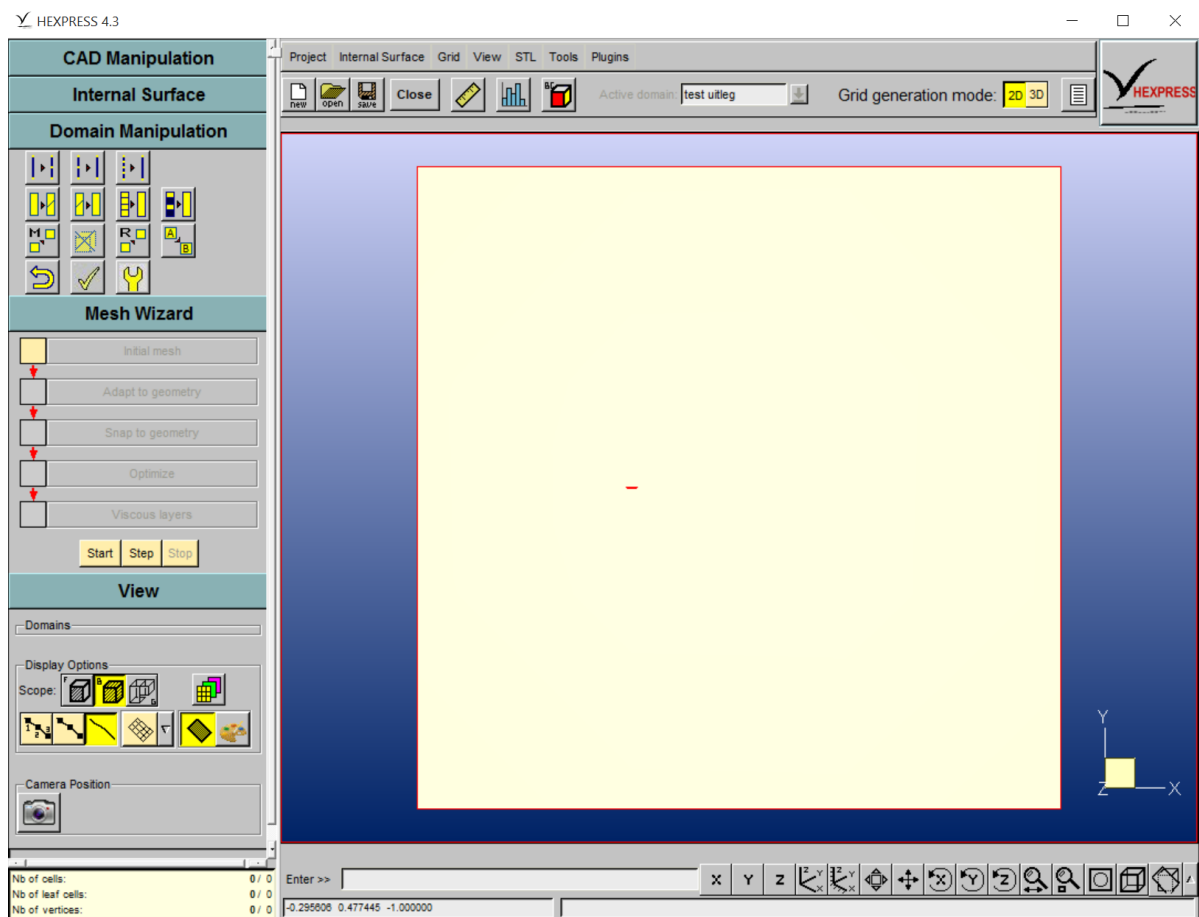 HEXPRESS 4.3
CAD Manipulation
Internal Surface
Domain Manipulation
M R A B
Mesh Wizard
Initial mesh
Adapt to geometry
Snap to geometry
Optimize
Viscous layers
Start Step Stop
View
Domains
Display Options
Scope: F B G
1 2 3
Camera Position
Nb of cells: 0 / 0
Nb of leaf cells: 0 / 0
Nb of vertices: 0 / 0
Project Internal Surface Grid View STL Tools Plugins
new open save Close BC Active domain: test uitleg Grid generation mode: 2D 3D
HEXPRESS
Y
Z X
Enter >> X Y Z Z Y X Z Y X X Y Z
-0.295606 0.477445 -1.000000